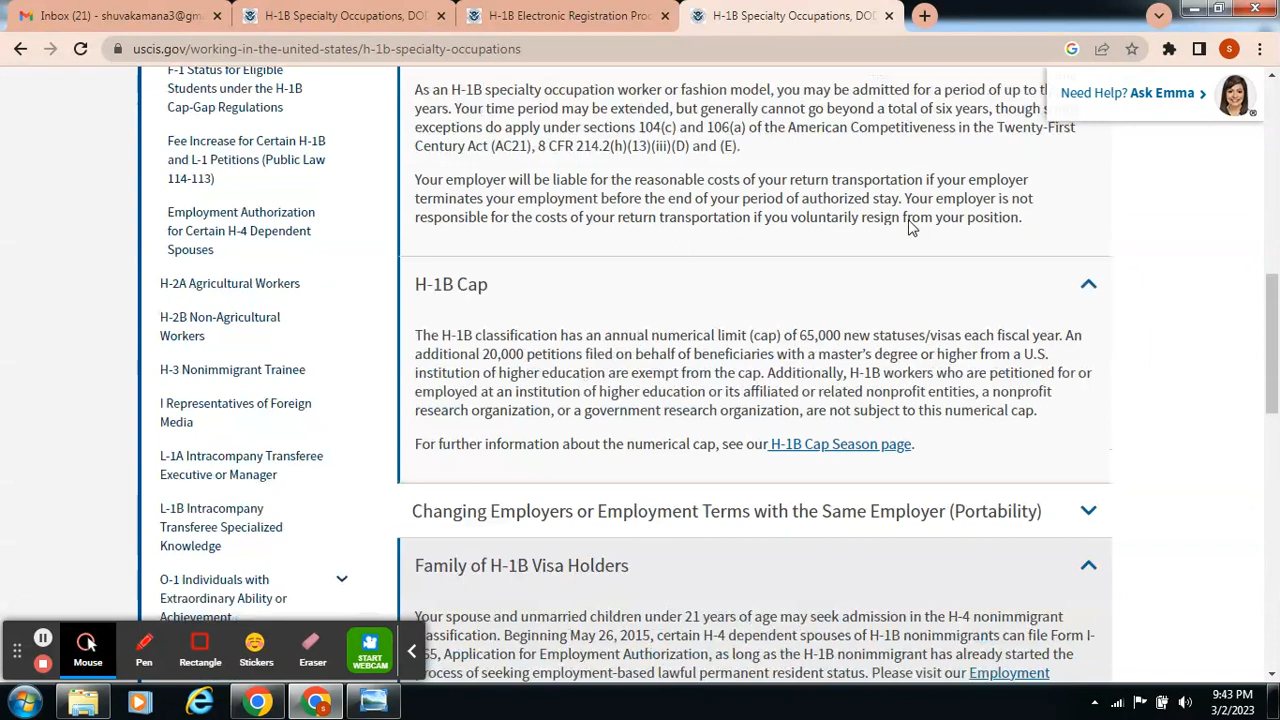 Inbox (21) - shuvakamana3@gm
H-1B Specialty Occupations, DO
H-1B Electronic Registration Pro
H-1B Specialty Occupations, DO
uscis.gov/working-in-the-united-states/h-1b-specialty-occupations
S
Need Help? Ask Emma
F-1 Status for Eligible
Students under the H-1B
Cap-Gap Regulations
Fee Increase for Certain H-1B
and L-1 Petitions (Public Law
114-113)
Employment Authorization
for Certain H-4 Dependent
Spouses
H-2A Agricultural Workers
H-2B Non-Agricultural
Workers
H-3 Nonimmigrant Trainee
I Representatives of Foreign
Media
L-1A Intracompany Transferee
Executive or Manager
L-1B Intracompany
Transferee Specialized
Knowledge
O-1 Individuals with
Extraordinary Ability or
Achievement
As an H-1B specialty occupation worker or fashion model, you may be admitted for a period of up to
years. Your time period may be extended, but generally cannot go beyond a total of six years, though
exceptions do apply under sections 104(c) and 106(a) of the American Competitiveness in the Twenty-First
Century Act (AC21), 8 CFR 214.2(h)(13)(iii)(D) and (E).
Your employer will be liable for the reasonable costs of your return transportation if your employer
terminates your employment before the end of your period of authorized stay. Your employer is not
responsible for the costs of your return transportation if you voluntarily resign from your position.
H-1B Cap
The H-1B classification has an annual numerical limit (cap) of 65,000 new statuses/visas each fiscal year. An
additional 20,000 petitions filed on behalf of beneficiaries with a master's degree or higher from a U.S.
institution of higher education are exempt from the cap. Additionally, H-1B workers who are petitioned for or
employed at an institution of higher education or its affiliated or related nonprofit entities, a nonprofit
research organization, or a government research organization, are not subject to this numerical cap.
For further information about the numerical cap, see our H-1B Cap Season page.
Changing Employers or Employment Terms with the Same Employer (Portability)
Family of H-1B Visa Holders
Your spouse and unmarried children under 21 years of age may seek admission in the H-4 nonimmigrant
classification. Beginning May 26, 2015, certain H-4 dependent spouses of H-1B nonimmigrants can file Form I-
65, Application for Employment Authorization, as long as the H-1B nonimmigrant has already started the
process of seeking employment-based lawful permanent resident status. Please visit our Employment
Mouse
Pen
Rectangle
Stickers
Eraser
START
WEBCAM
9:43 PM
3/2/2023